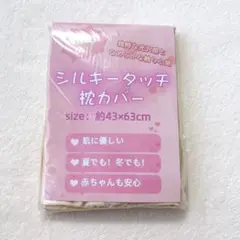 シルキータッチ
枕カバー
size：約43×63cm
肌に優しい
夏でも！冬でも！
赤ちゃんも安心